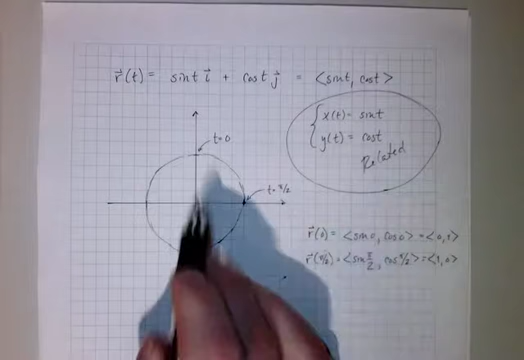 r⃗(t) = sint i⃗ + cost j⃗ = <sint, cost>
x(t) = sint
y(t) = cost
Related
t=0
t=π/2
r⃗(0) = <sin0, cos0> = <0, 1>
r⃗(π/2) = <sin π/2, cos π/2> = <1, 0>